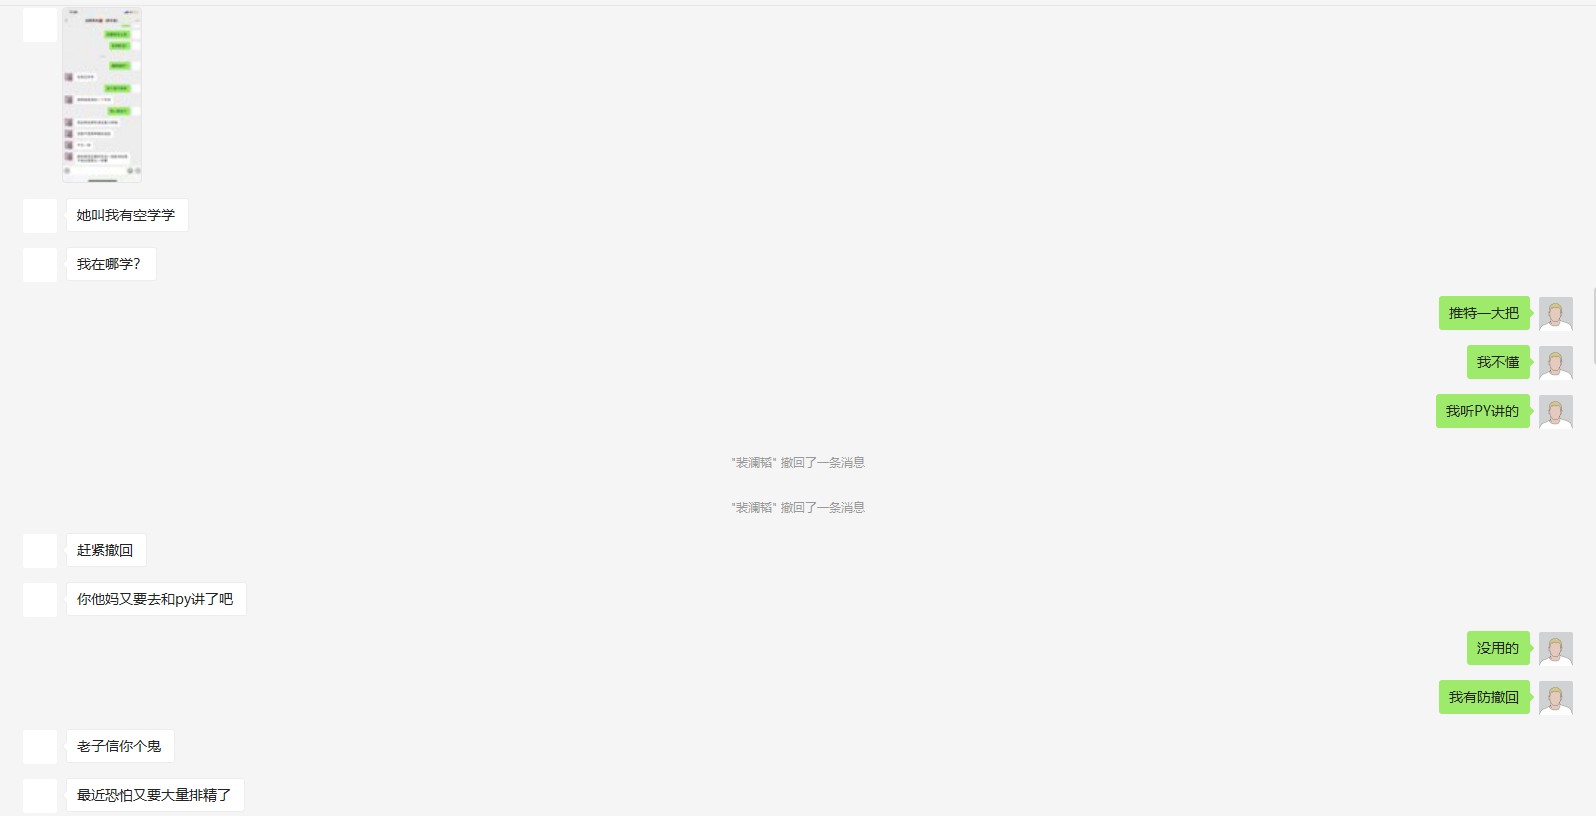 她叫我有空学学
我在哪学？
推特一大把
我不懂
我听PY讲的
"裴澜韬" 撤回了一条消息
"裴澜韬" 撤回了一条消息
赶紧撤回
你他妈又要去和py讲了吧
没用的
我有防撤回
老子信你个鬼
最近恐怕又要大量排精了